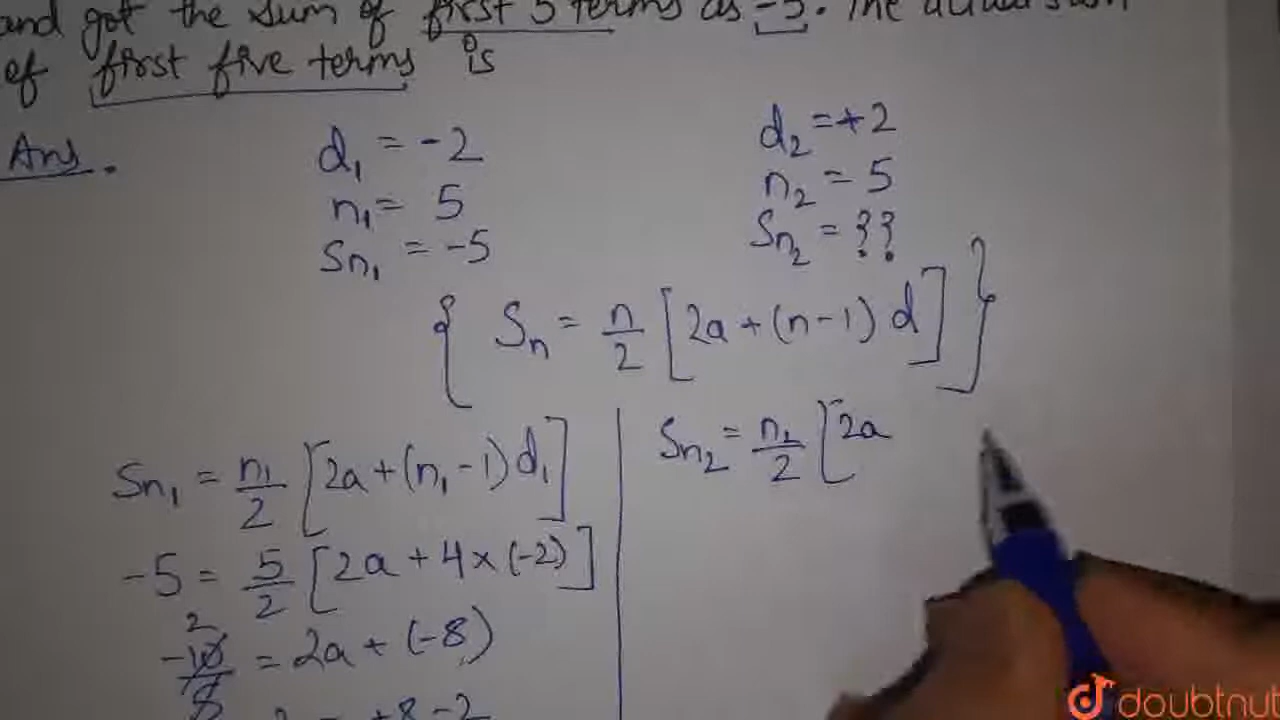 and got the sum of first 5 terms as -5. The actual sum
of first five terms is
Ans.
d₁ = -2
n₁ = 5
Sn₁ = -5
d₂ = +2
n₂ = 5
Sn₂ = ??
{ Sn = n/2 [2a + (n-1) d] }
Sn₁ = n₁/2 [2a + (n₁ - 1) d₁]
-5 = 5/2 [2a + 4 × (-2)]
= 2a + (-8)
+8 - 2
Sn₂ = n₂/2 [2a
doubtnut